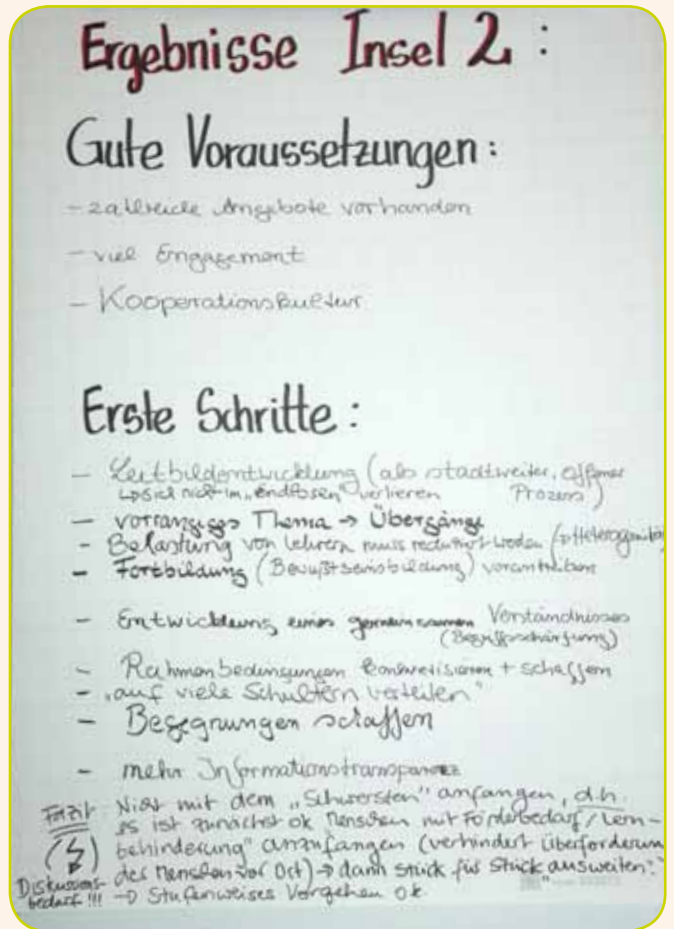 Ergebnisse Insel 2 :
Gute Voraussetzungen :
- zahlreiche Angebote vorhanden
- viel Engagement
- Kooperationskultur
Erste Schritte :
- Leitbildentwicklung (als stadtweiter, offener
↳ sich nicht im „endlosen" verlieren Prozess)
- vorrangiges Thema → Übergänge
- Belastung von Lehrern muss reduziert werden
- Fortbildung (Bewußtseinsbildung) vorantreiben
- Entwicklung eines gemeinsamen Verständnisses
(Begriffsschärfung)
- Rahmenbedingungen konkretisieren + schaffen
- „auf viele Schultern verteilen"
- Begegnungen schaffen
- mehr Informationstransparenz
Fazit Nicht mit dem „Schwersten" anfangen, d.h.
es ist zunächst ok Menschen mit Förderbedarf / Lern-
behinderung" anzufangen (verhindert Überforderun
der Menschen vor Ort) → dann Stück für Stück ausweiten!"
Diskussions-
bedarf !!! → Stufenweises Vorgehen ok